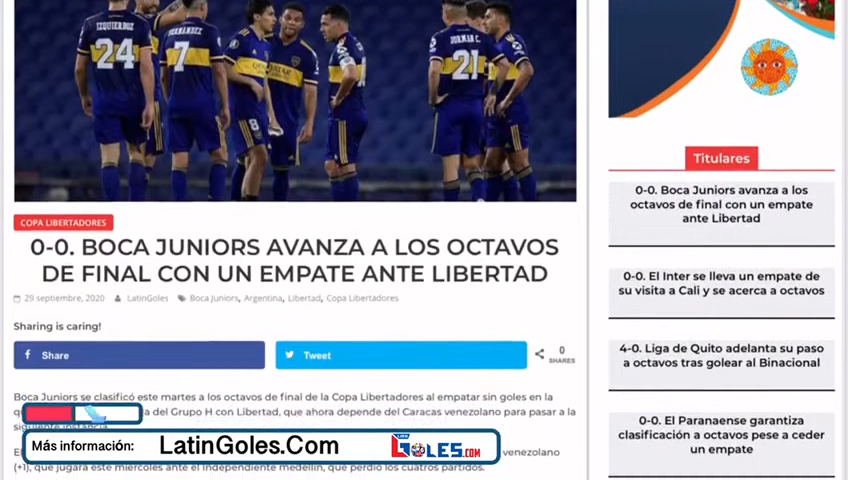 IZQUIERDOZ
24
FERNÁNDEZ
7
8
JORMAN C.
21
COPA LIBERTADORES
0-0. BOCA JUNIORS AVANZA A LOS OCTAVOS
DE FINAL CON UN EMPATE ANTE LIBERTAD
29 septiembre, 2020 LatinGoles Boca Juniors, Argentina, Libertad, Copa Libertadores
Sharing is caring!
Share
Tweet
0
SHARES
Boca Juniors se clasificó este martes a los octavos de final de la Copa Libertadores al empatar sin goles en la
del Grupo H con Libertad, que ahora depende del Caracas venezolano para pasar a la
siguiente instancia.
venezolano
(+1), que jugará este miércoles ante el Independiente Medellín, que perdió los cuatros partidos.
Más información: LatinGoles.Com
GOLES.COM
Titulares
0-0. Boca Juniors avanza a los
octavos de final con un empate
ante Libertad
0-0. El Inter se lleva un empate de
su visita a Cali y se acerca a octavos
4-0. Liga de Quito adelanta su paso
a octavos tras golear al Binacional
0-0. El Paranaense garantiza
clasificación a octavos pese a ceder
un empate